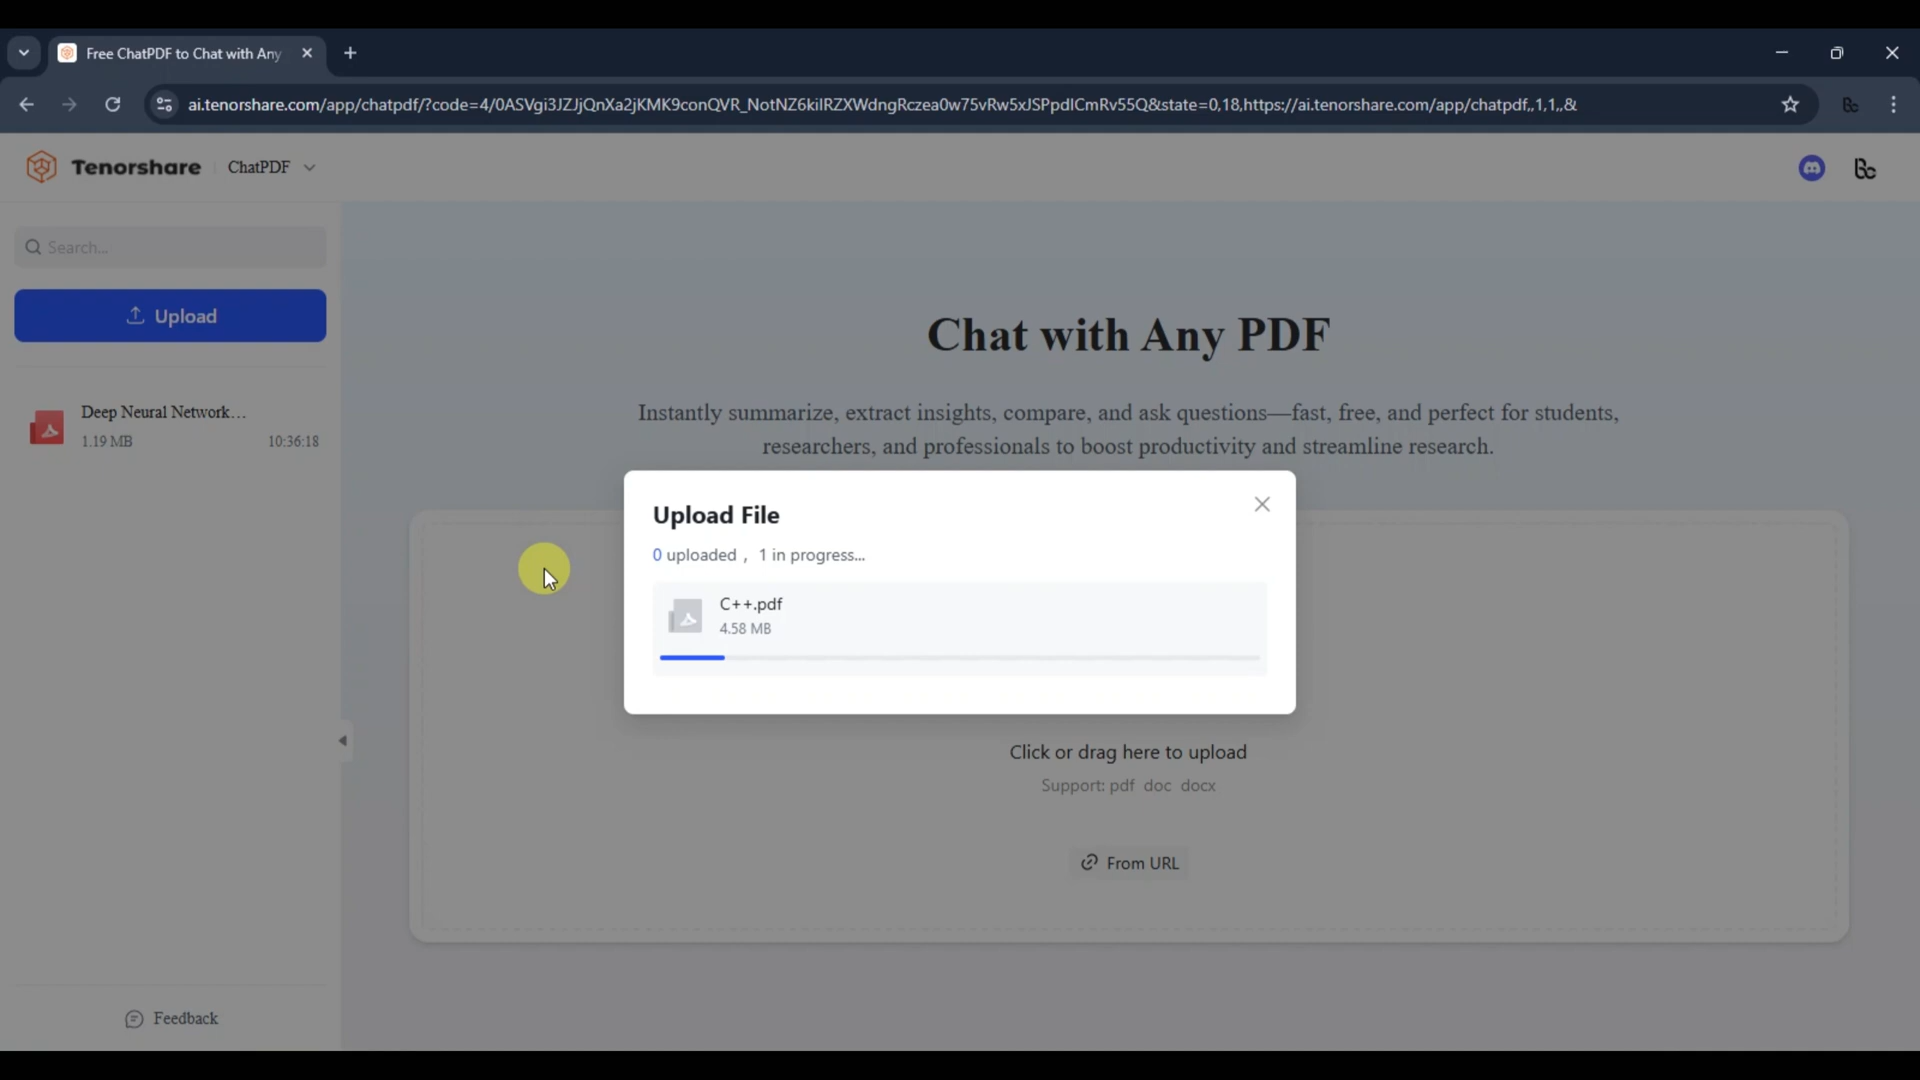 Free ChatPDF to Chat with Any
ai.tenorshare.com/app/chatpdf/?code=4/0ASVgi3JZJjQnXa2jKMK9conQVR_NotNZ6kiIRZXWdngRczea0w75vRw5xJSPpdlCmRv55Q&state=0,18,https://ai.tenorshare.com/app/chatpdf,,1,1,,&
Tenorshare ChatPDF
Search...
Upload
Deep Neural Network...
1.19 MB 10:36:18
Chat with Any PDF
Instantly summarize, extract insights, compare, and ask questions—fast, free, and perfect for students,
researchers, and professionals to boost productivity and streamline research.
Upload File
0 uploaded , 1 in progress...
C++.pdf
4.58 MB
Click or drag here to upload
Support: pdf doc docx
From URL
Feedback